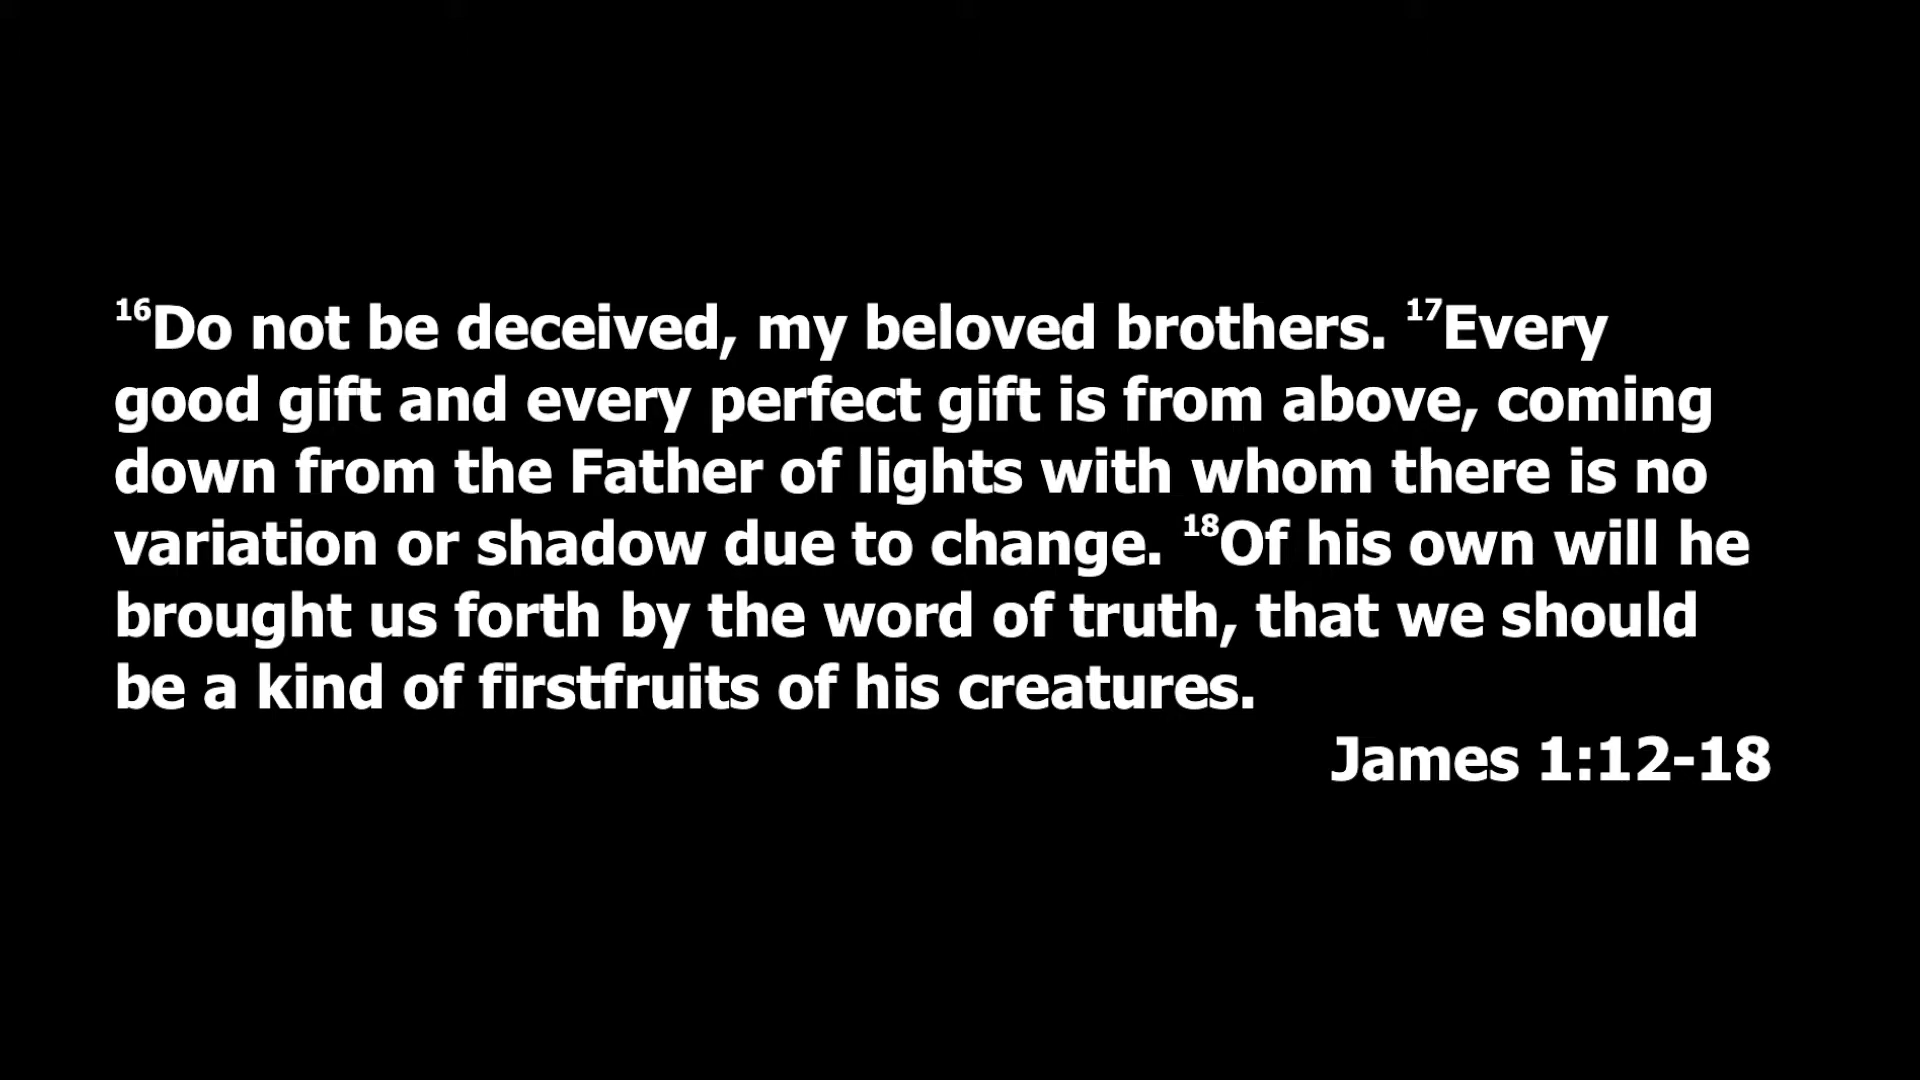 16Do not be deceived, my beloved brothers. 17Every
good gift and every perfect gift is from above, coming
down from the Father of lights with whom there is no
variation or shadow due to change. 18Of his own will he
brought us forth by the word of truth, that we should
be a kind of firstfruits of his creatures.
James 1:12-18